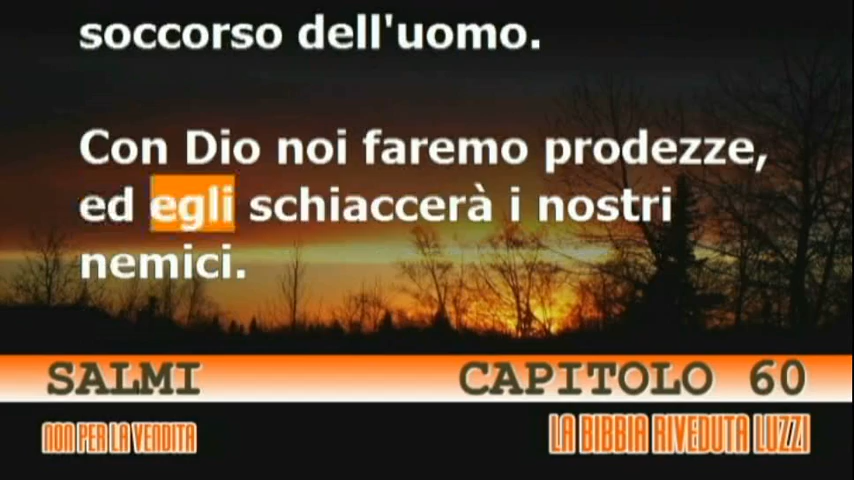 soccorso dell'uomo.
Con Dio noi faremo prodezze,
ed egli schiaccerà i nostri
nemici.
SALMI CAPITOLO 60
NON PER LA VENDITA LA BIBBIA RIVEDUTA LUZZI